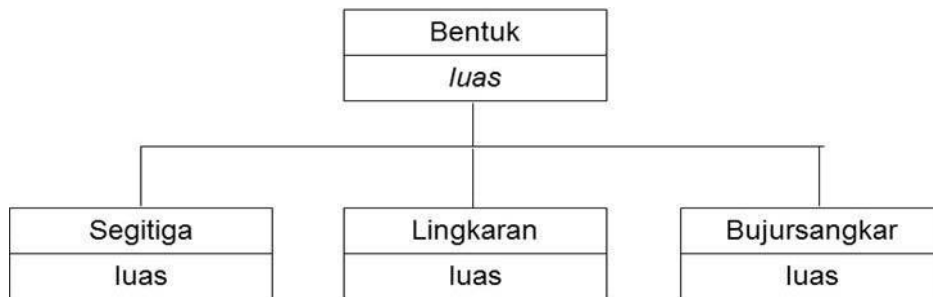 Bentuk
luas
Segitiga
luas
Lingkaran
luas
Bujursangkar
luas